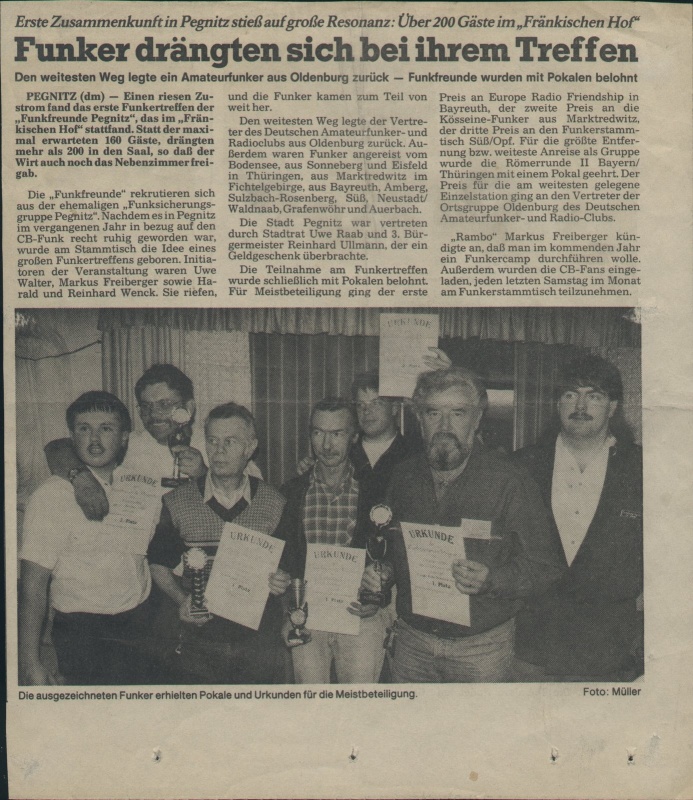 Erste Zusammenkunft in Pegnitz stieß auf große Resonanz: Über 200 Gäste im „Fränkischen Hof“
Funker drängten sich bei ihrem Treffen
Den weitesten Weg legte ein Amateurfunker aus Oldenburg zurück — Funkfreunde wurden mit Pokalen belohnt
PEGNITZ (dm) — Einen riesen Zu-
strom fand das erste Funkertreffen der
„Funkfreunde Pegnitz“, das im „Frän-
kischen Hof“ stattfand. Statt der maxi-
mal erwarteten 160 Gäste, drängten
mehr als 200 in den Saal, so daß der
Wirt auch noch das Nebenzimmer frei-
gab.
Die „Funkfreunde“ rekrutieren sich
aus der ehemaligen „Funksicherungs-
gruppe Pegnitz“. Nachdem es in Pegnitz
im vergangenen Jahr in bezug auf den
CB-Funk recht ruhig geworden war,
wurde am Stammtisch die Idee eines
großen Funkertreffens geboren. Initia-
toren der Veranstaltung waren Uwe
Walter, Markus Freiberger sowie Ha-
rald und Reinhard Wenck. Sie riefen,
und die Funker kamen zum Teil von
weit her.
Den weitesten Weg legte der Vertre-
ter des Deutschen Amateurfunker- und
Radioclubs aus Oldenburg zurück. Au-
ßerdem waren Funker angereist vom
Bodensee, aus Sonneberg und Eisfeld
in Thüringen, aus Marktredwitz im
Fichtelgebirge, aus Bayreuth, Amberg,
Sulzbach-Rosenberg, Süß, Neustadt/
Waldnaab, Grafenwöhr und Auerbach.
Die Stadt Pegnitz war vertreten
durch Stadtrat Uwe Raab und 3. Bür-
germeister Reinhard Ullmann, der ein
Geldgeschenk überbrachte.
Die Teilnahme am Funkertreffen
wurde schließlich mit Pokalen belohnt.
Für Meistbeteiligung ging der erste
Preis an Europe Radio Friendship in
Bayreuth, der zweite Preis an die
Kösseine-Funker aus Marktredwitz,
der dritte Preis an den Funkerstamm-
tisch Süß/Opf. Für die größte Entfer-
nung bzw. weiteste Anreise als Gruppe
wurde die Römerrunde II Bayern/
Thüringen mit einem Pokal geehrt. Der
Preis für die am weitesten gelegene
Einzelstation ging an den Vertreter der
Ortsgruppe Oldenburg des Deutschen
Amateurfunker- und Radio-Clubs.
„Rambo“ Markus Freiberger kün-
digte an, daß man im kommenden Jahr
ein Funkercamp durchführen wolle.
Außerdem wurden die CB-Fans einge-
laden, jeden letzten Samstag im Monat
am Funkerstammtisch teilzunehmen.
URKUNDE
URKUNDE
2. Platz
URKUNDE
1. Platz
URKUNDE
1. Platz
URKUNDE
1. Platz
Die ausgezeichneten Funker erhielten Pokale und Urkunden für die Meistbeteiligung.
Foto: Müller